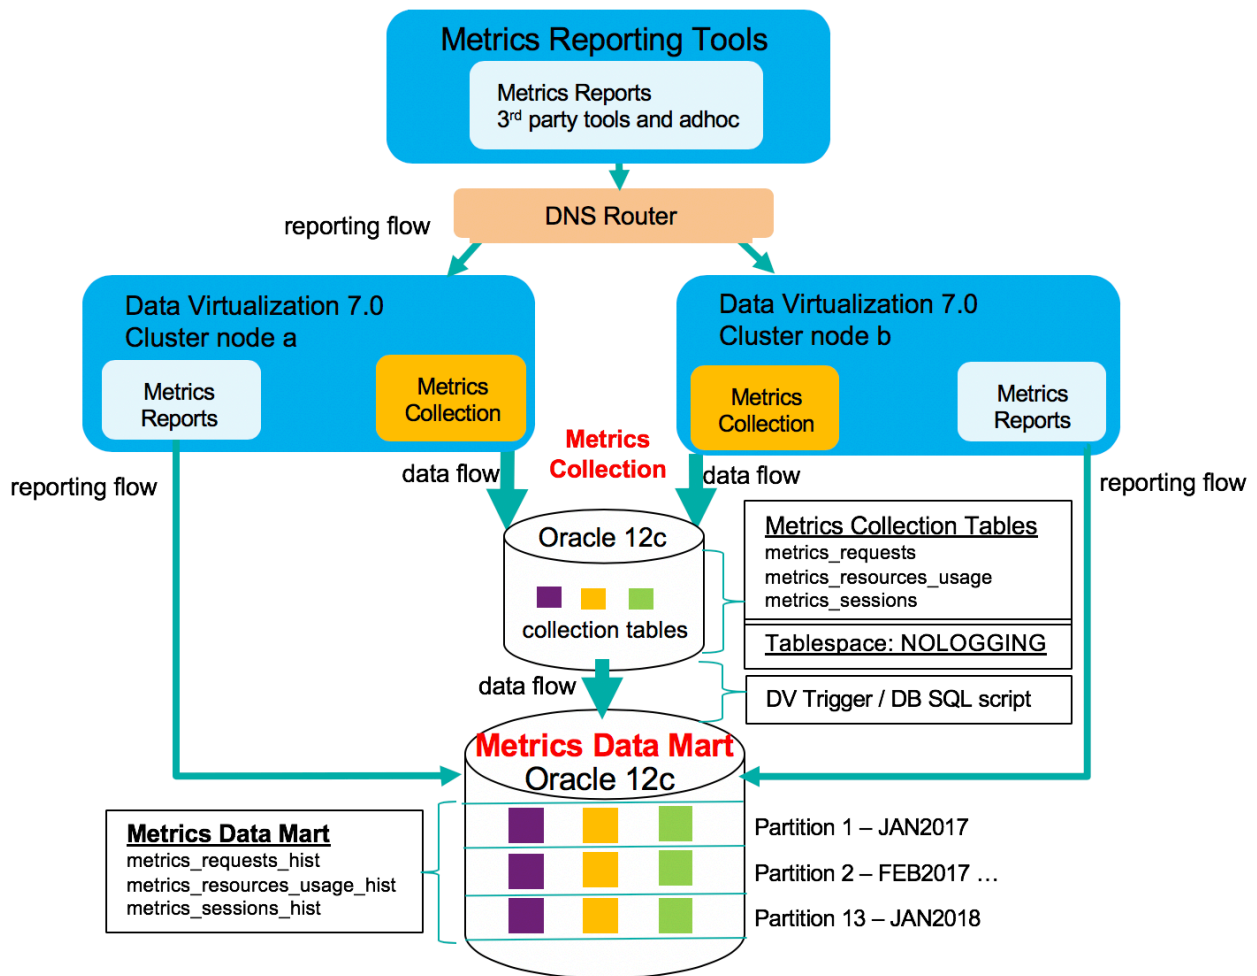 Metrics Reporting Tools
Metrics Reports
3rd party tools and adhoc
DNS Router
reporting flow
Data Virtualization 7.0
Cluster node a
Metrics
Reports
Metrics
Collection
Data Virtualization 7.0
Cluster node b
Metrics
Collection
Metrics
Reports
Metrics
Collection
reporting flow
data flow
data flow
reporting flow
Oracle 12c
collection tables
Metrics Collection Tables
metrics_requests
metrics_resources_usage
metrics_sessions
Tablespace: NOLOGGING
data flow
DV Trigger / DB SQL script
Metrics Data Mart
Oracle 12c
Metrics Data Mart
metrics_requests_hist
metrics_resources_usage_hist
metrics_sessions_hist
Partition 1 – JAN2017
Partition 2 – FEB2017 …
Partition 13 – JAN2018